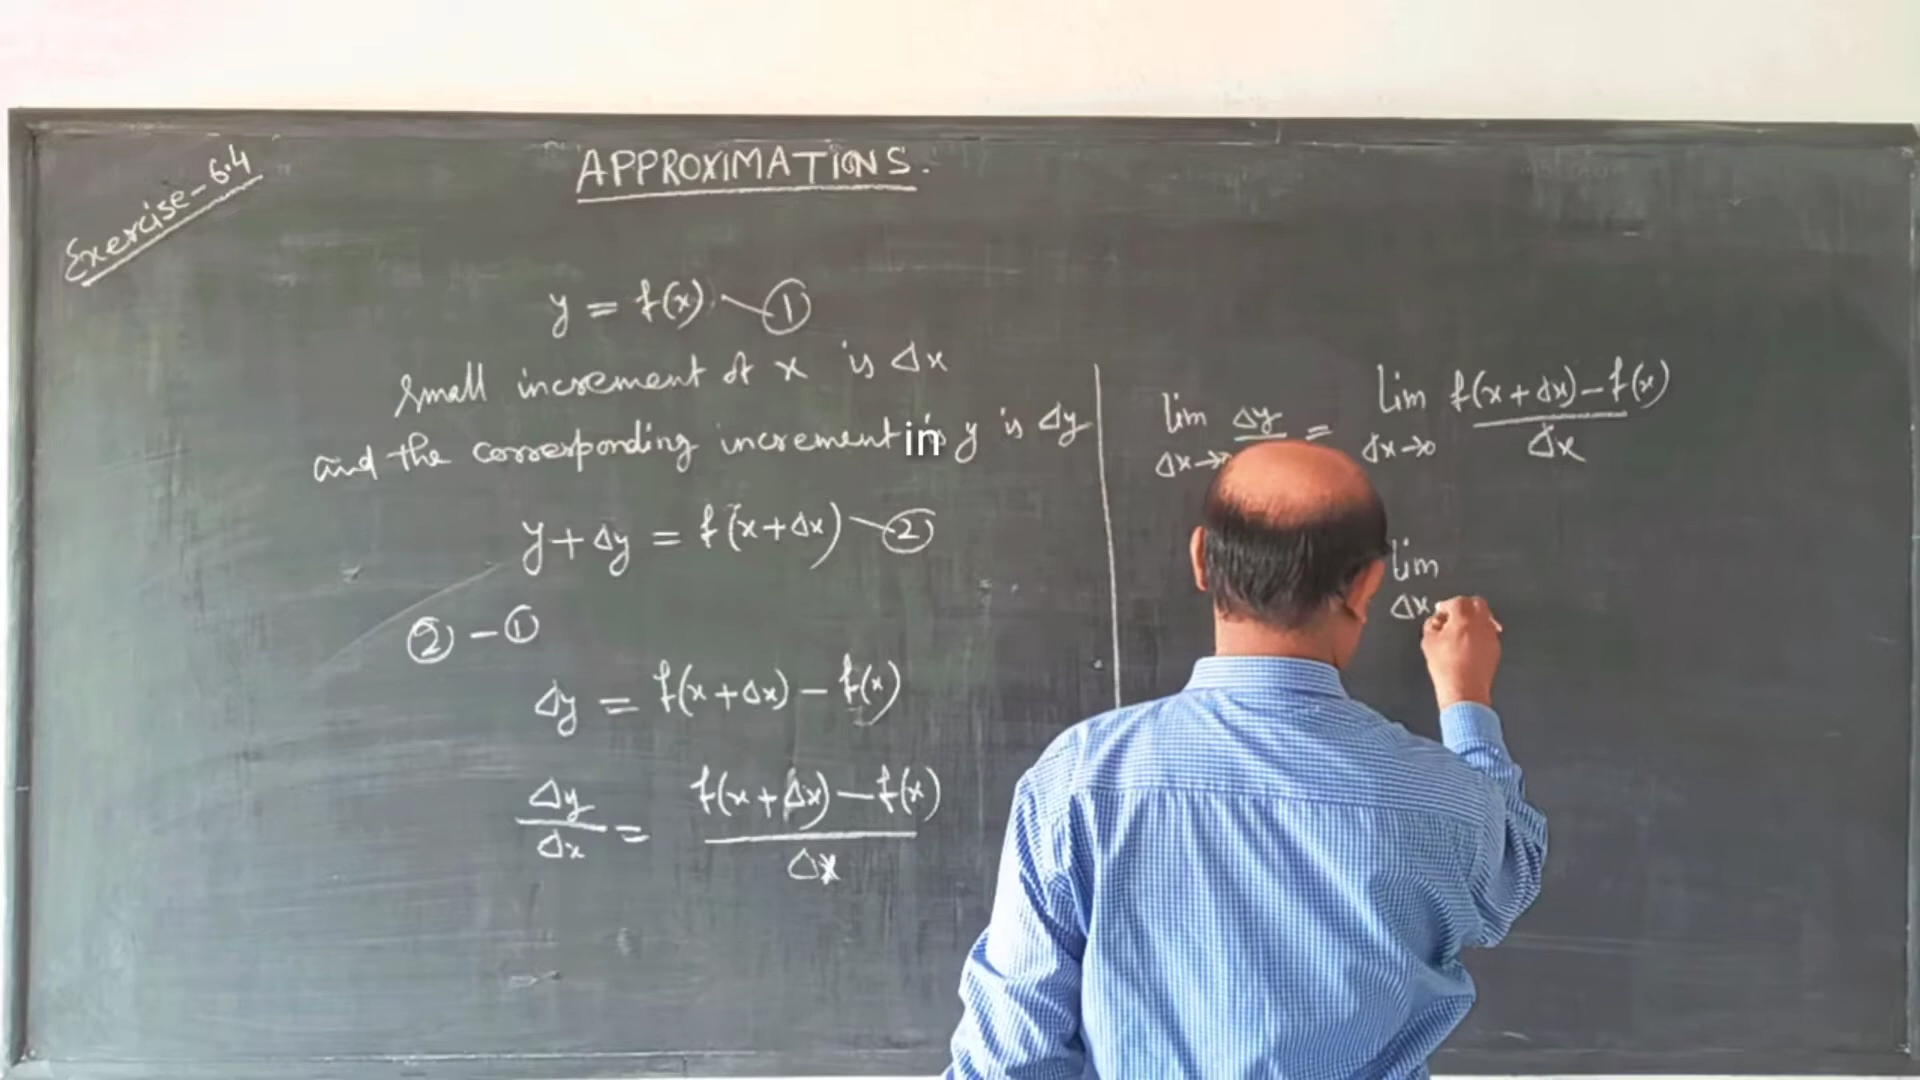 Exercise-6.4
APPROXIMATIONS.
y = f(x) — ①
Small increment of x is Δx
and the corresponding increment in y is Δy
y+Δy = f(x+Δx) — ②
② - ①
Δy = f(x+Δx) - f(x)
Δy/Δx = f(x+Δx) - f(x)/Δx
lim Δx→ Δy = lim Δx→0 f(x+Δx) - f(x)/Δx
lim
Δx